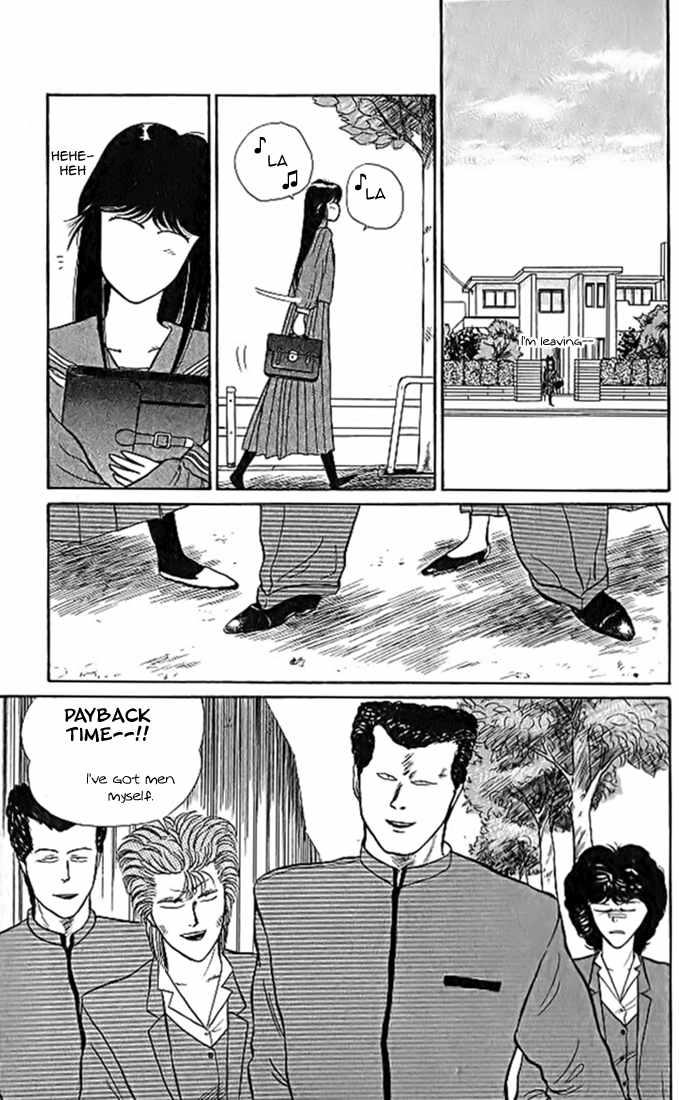 I'm leaving--
♪
LA
♪
LA
♫
HEHE-
HEH
PAYBACK
TIME--!!
I've got men
myself.